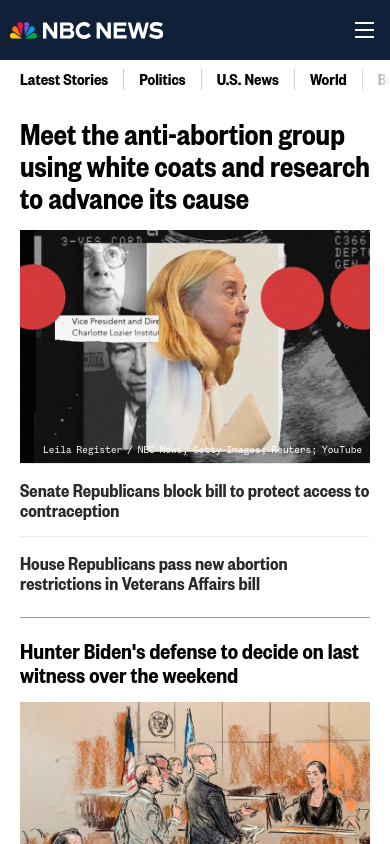 NBC NEWS
Latest Stories
Politics
U.S. News
World
Meet the anti-abortion group
using white coats and research
to advance its cause
3-YES CORD
C366
DEPT
GEN
Vice President and Dire
Charlotte Lozier Institut
Leila Register / NBC News; Getty Images; Reuters; YouTube
Senate Republicans block bill to protect access to
contraception
House Republicans pass new abortion
restrictions in Veterans Affairs bill
Hunter Biden's defense to decide on last
witness over the weekend